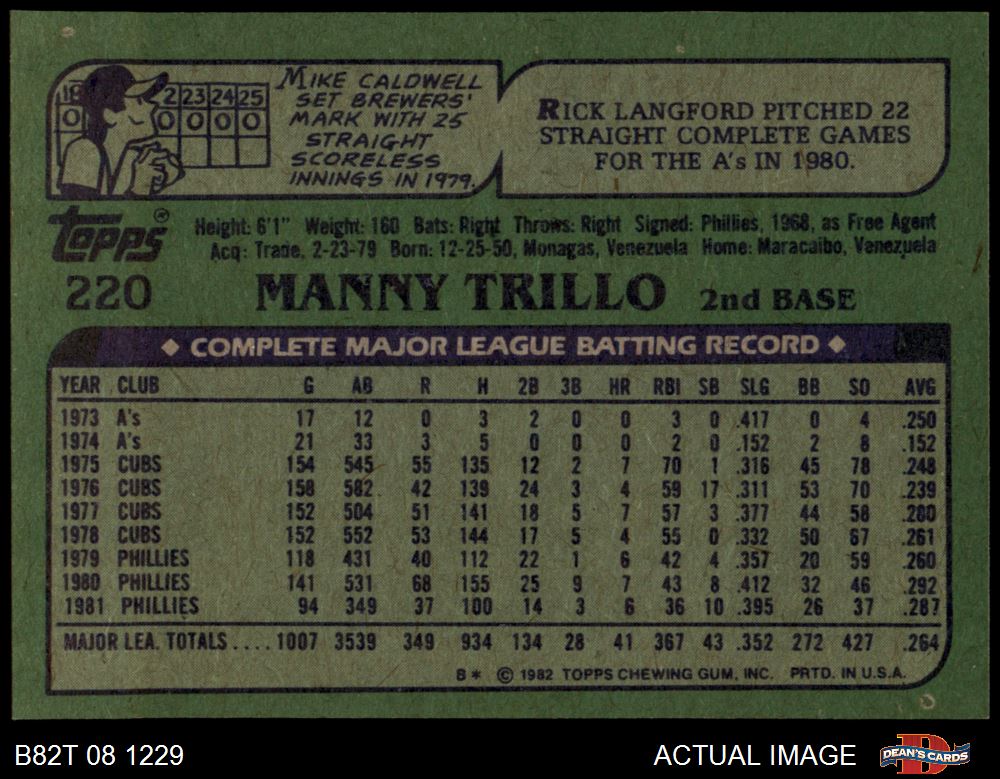 18 2 23 24 25
0 0 0 0 0
MIKE CALDWELL
SET BREWERS'
MARK WITH 25
STRAIGHT
SCORELESS
INNINGS IN 1979.
RICK LANGFORD PITCHED 22
STRAIGHT COMPLETE GAMES
FOR THE A's IN 1980.
Topps®
Height: 6'1" Weight: 160 Bats: Right Throws: Right Signed: Phillies, 1968, as Free Agent
Acq: Trade, 2-23-79 Born: 12-25-50, Monagas, Venezuela Home: Maracaibo, Venezuela
220 MANNY TRILLO 2nd BASE
◆ COMPLETE MAJOR LEAGUE BATTING RECORD ◆
YEAR CLUB G AB R H 2B 3B HR RBI SB SLG BB SO AVG
1973 A's 17 12 0 3 2 0 0 3 0 .417 0 4 .250
1974 A's 21 33 3 5 0 0 0 2 0 .152 2 8 .152
1975 CUBS 154 545 55 135 12 2 7 70 1 .316 45 78 .248
1976 CUBS 158 582 42 139 24 3 4 59 17 .311 53 70 .239
1977 CUBS 152 504 51 141 18 5 7 57 3 .377 44 58 .280
1978 CUBS 152 552 53 144 17 5 4 55 0 .332 50 67 .261
1979 PHILLIES 118 431 40 112 22 1 6 42 4 .357 20 59 .260
1980 PHILLIES 141 531 68 155 25 9 7 43 8 .412 32 46 .292
1981 PHILLIES 94 349 37 100 14 3 6 36 10 .395 26 37 .287
MAJOR LEA. TOTALS .... 1007 3539 349 934 134 28 41 367 43 .352 272 427 .264
B* © 1982 TOPPS CHEWING GUM, INC. PRTD. IN U.S.A.
B82T 08 1229 ACTUAL IMAGE DEAN'S CARDS